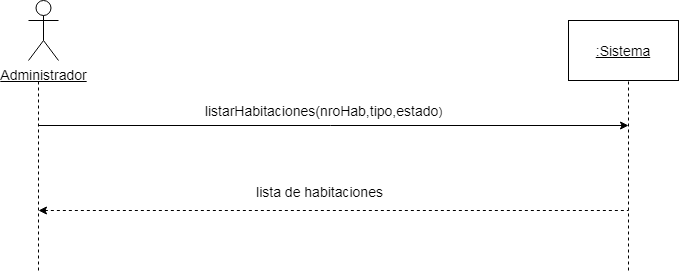 :Sistema
Administrador
listarHabitaciones(nroHab,tipo,estado)
lista de habitaciones